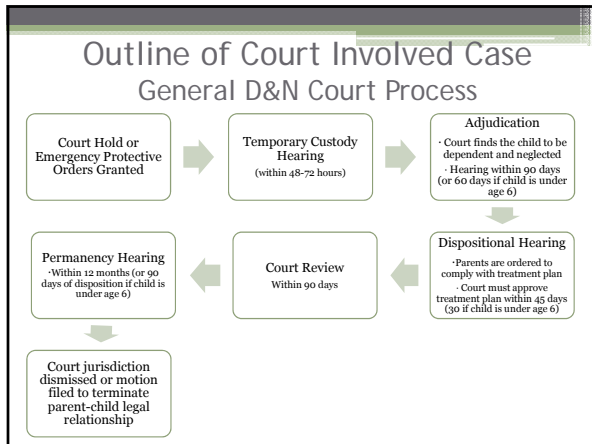 Outline of Court Involved Case
General D&N Court Process
Court Hold or
Emergency Protective
Orders Granted
Temporary Custody
Hearing
(within 48-72 hours)
Adjudication
· Court finds the child to be
dependent and neglected
· Hearing within 90 days
(or 60 days if child is under
age 6)
Dispositional Hearing
·Parents are ordered to
comply with treatment plan
· Court must approve
treatment plan within 45 days
(30 if child is under age 6)
Court Review
Within 90 days
Permanency Hearing
·Within 12 months (or 90
days of disposition if child is
under age 6)
Court jurisdiction
dismissed or motion
filed to terminate
parent-child legal
relationship